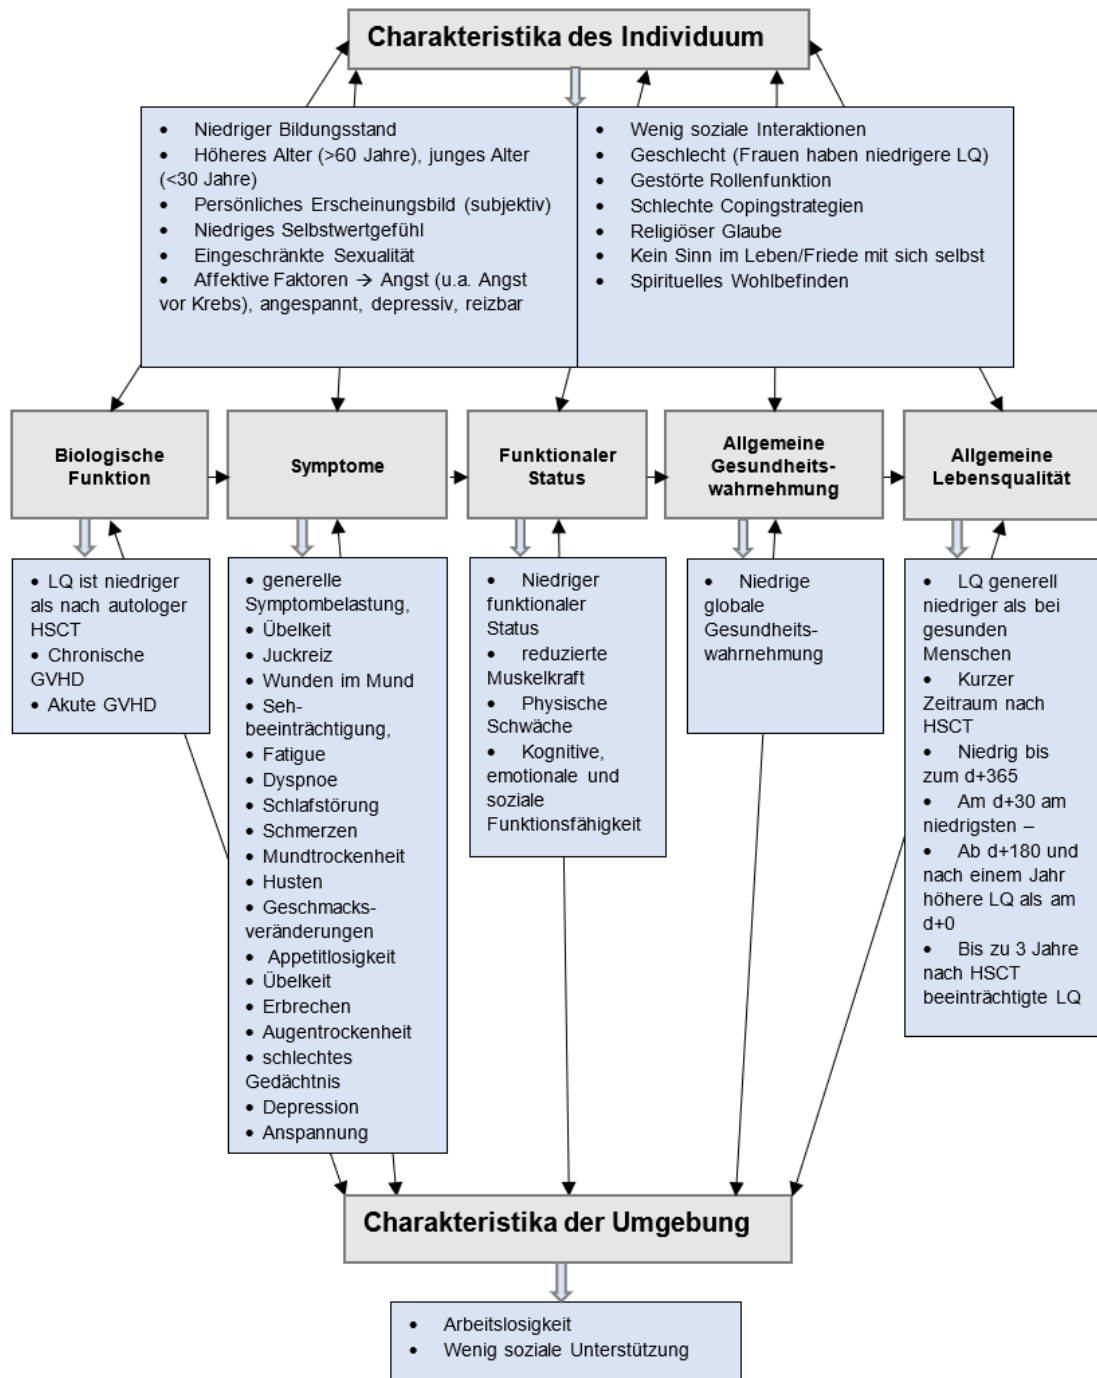 Charakteristika des Individuum
• Niedriger Bildungsstand
• Höheres Alter (>60 Jahre), junges Alter
(<30 Jahre)
• Persönliches Erscheinungsbild (subjektiv)
• Niedriges Selbstwertgefühl
• Eingeschränkte Sexualität
• Affektive Faktoren → Angst (u.a. Angst
vor Krebs), angespannt, depressiv, reizbar
• Wenig soziale Interaktionen
• Geschlecht (Frauen haben niedrigere LQ)
• Gestörte Rollenfunktion
• Schlechte Copingstrategien
• Religiöser Glaube
• Kein Sinn im Leben/Friede mit sich selbst
• Spirituelles Wohlbefinden
Biologische
Funktion
Symptome
Funktionaler
Status
Allgemeine
Gesundheits-
wahrnehmung
Allgemeine
Lebensqualität
• LQ ist niedriger
als nach autologer
HSCT
• Chronische
GVHD
• Akute GVHD
• generelle
Symptombelastung,
• Übelkeit
• Juckreiz
• Wunden im Mund
• Seh-
beeinträchtigung,
• Fatigue
• Dyspnoe
• Schlafstörung
• Schmerzen
• Mundtrockenheit
• Husten
• Geschmacks-
veränderungen
• Appetitlosigkeit
• Übelkeit
• Erbrechen
• Augentrockenheit
• schlechtes
Gedächtnis
• Depression
• Anspannung
• Niedriger
funktionaler
Status
• reduzierte
Muskelkraft
• Physische
Schwäche
• Kognitive,
emotionale und
soziale
Funktionsfähigkeit
• Niedrige
globale
Gesundheits-
wahrnehmung
• LQ generell
niedriger als bei
gesunden
Menschen
• Kurzer
Zeitraum nach
HSCT
• Niedrig bis
zum d+365
• Am d+30 am
niedrigsten –
• Ab d+180 und
nach einem Jahr
höhere LQ als am
d+0
• Bis zu 3 Jahre
nach HSCT
beeinträchtigte LQ
Charakteristika der Umgebung
• Arbeitslosigkeit
• Wenig soziale Unterstützung